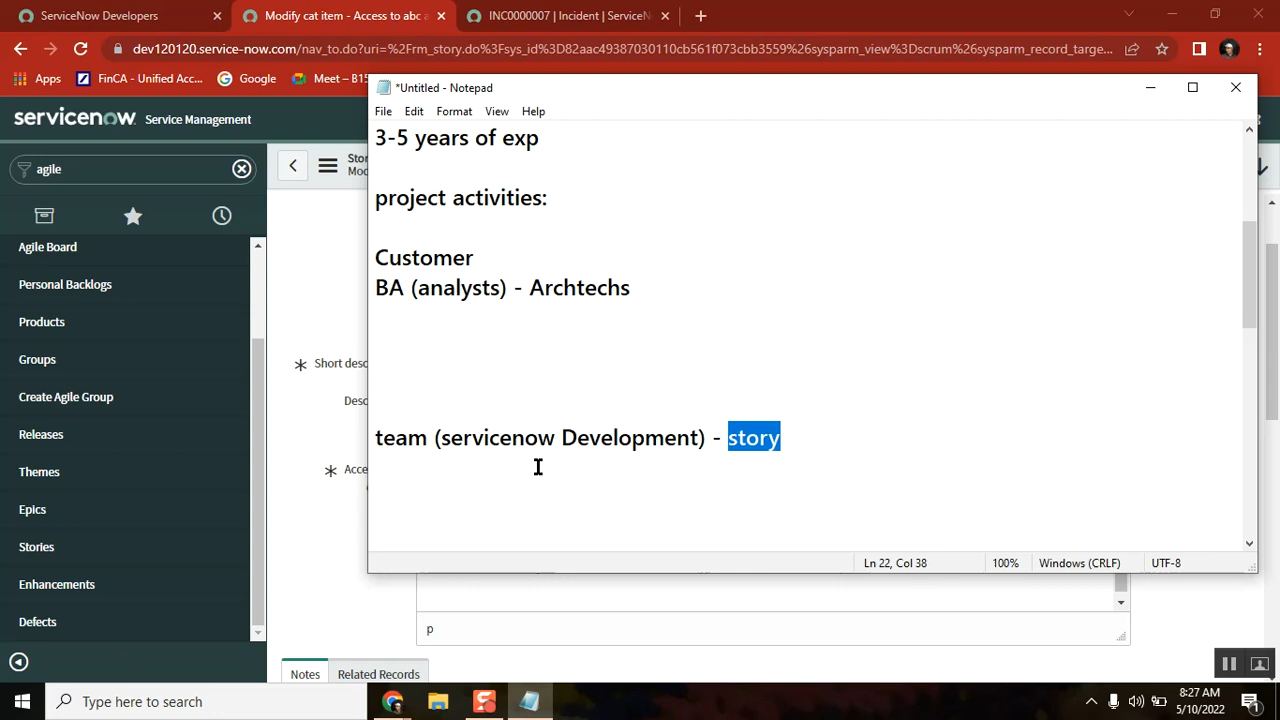 ServiceNow Developers
Modify cat item - Access to abc a
INC0000007 | Incident | ServiceN
dev120120.service-now.com/nav_to.do?uri=%2Frm_story.do%3Fsys_id%3D82aac49387030110cb561f073cbb3559%26sysparm_view%3Dscrum%26sysparm_record_targe...
Apps
FinCA - Unified Acc...
Google
Meet – B15
*Untitled - Notepad
File Edit Format View Help
servicenow Service Management
agile
Stor
Mod
Agile Board
Personal Backlogs
Products
Groups
Create Agile Group
Releases
Themes
Epics
Stories
Enhancements
Defects
Short desc
Desc
Acce
3-5 years of exp
project activities:
Customer
BA (analysts) - Archtechs
team (servicenow Development) - story
Ln 22, Col 38
100%
Windows (CRLF)
UTF-8
p
Notes
Related Records
Type here to search
8:27 AM
5/10/2022
1